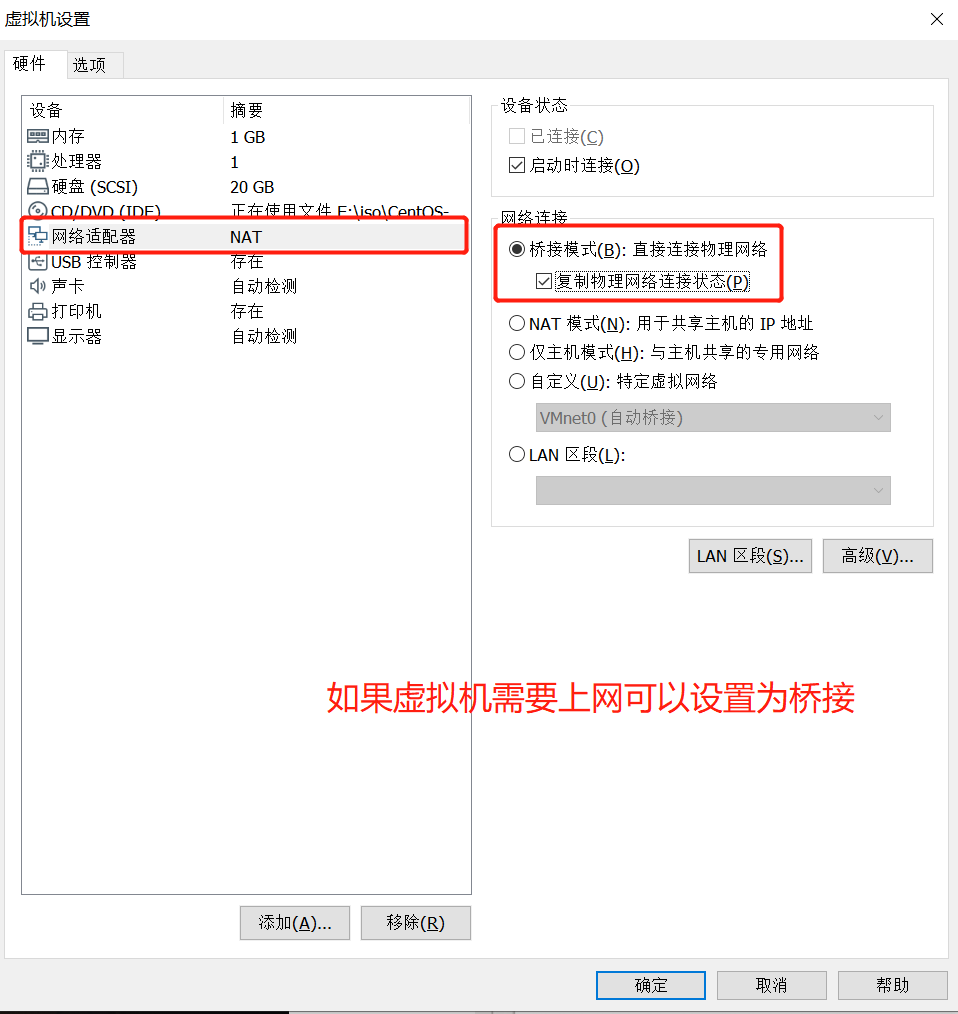 虚拟机设置
硬件 选项
设备 摘要
内存 1 GB
处理器 1
硬盘 (SCSI) 20 GB
CD/DVD (IDE) 正在使用文件 E:\iso\CentOS-
网络适配器 NAT
USB 控制器 存在
声卡 自动检测
打印机 存在
显示器 自动检测
添加(A)... 移除(R)
设备状态
已连接(C)
启动时连接(O)
网络连接
桥接模式(B): 直接连接物理网络
复制物理网络连接状态(P)
NAT 模式(N): 用于共享主机的 IP 地址
仅主机模式(H): 与主机共享的专用网络
自定义(U): 特定虚拟网络
VMnet0 (自动桥接)
LAN 区段(L):
LAN 区段(S)... 高级(V)...
如果虚拟机需要上网可以设置为桥接
确定 取消 帮助